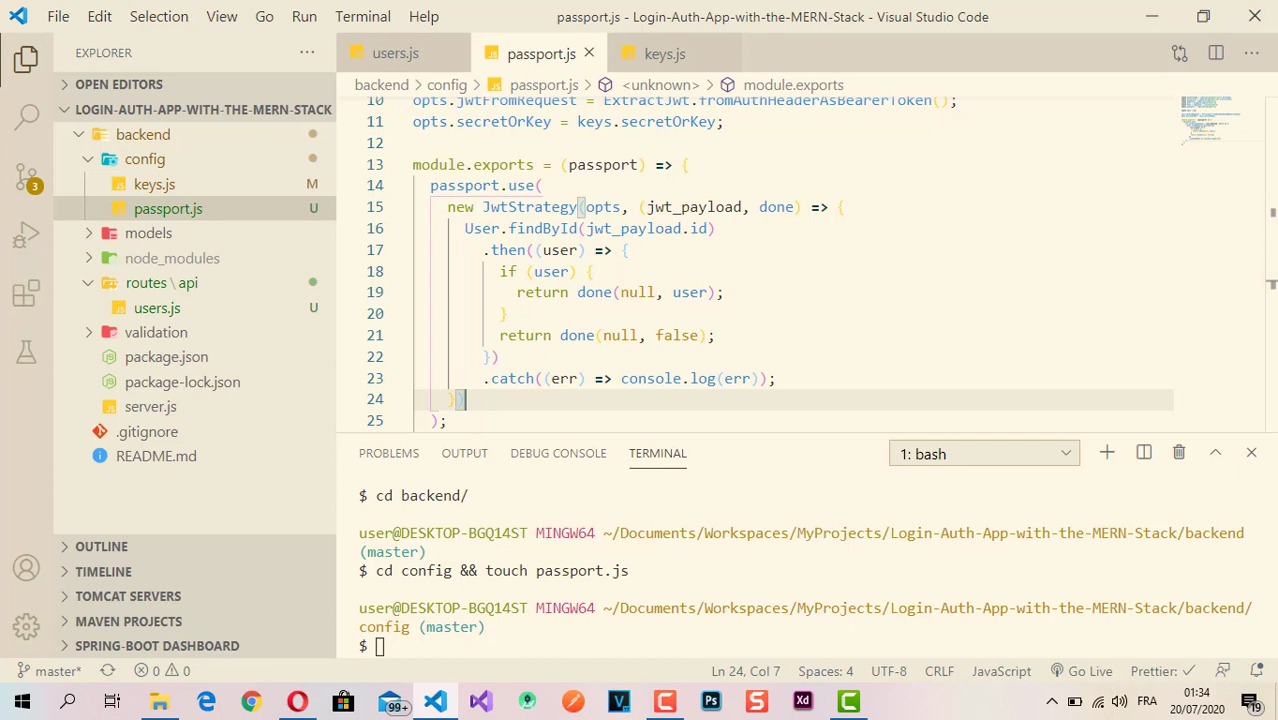 File Edit Selection View Go Run Terminal Help
passport.js - Login-Auth-App-with-the-MERN-Stack - Visual Studio Code
EXPLORER
users.js
passport.js
keys.js
OPEN EDITORS
LOGIN-AUTH-APP-WITH-THE-MERN-STACK
backend
config
keys.js M
passport.js U
models
node_modules
routes \ api
users.js U
validation
package.json
package-lock.json
server.js
.gitignore
README.md
OUTLINE
TIMELINE
TOMCAT SERVERS
MAVEN PROJECTS
SPRING-BOOT DASHBOARD
3
backend config passport.js <unknown> module.exports
10 opts.jwtFromRequest = ExtractJwt.fromAuthHeaderAsBearerToken();
11 opts.secretOrKey = keys.secretOrKey;
12
13 module.exports = (passport) => {
14 passport.use(
15 new JwtStrategy(opts, (jwt_payload, done) => {
16 User.findById(jwt_payload.id)
17 .then((user) => {
18 if (user) {
19 return done(null, user);
20 }
21 return done(null, false);
22 })
23 .catch((err) => console.log(err));
24 })
25 );
PROBLEMS OUTPUT DEBUG CONSOLE TERMINAL
1: bash
$ cd backend/
user@DESKTOP-BGQ14ST MINGW64 ~/Documents/Workspaces/MyProjects/Login-Auth-App-with-the-MERN-Stack/backend
(master)
$ cd config && touch passport.js
user@DESKTOP-BGQ14ST MINGW64 ~/Documents/Workspaces/MyProjects/Login-Auth-App-with-the-MERN-Stack/backend/
config (master)
$
master* 0 0
Ln 24, Col 7 Spaces: 4 UTF-8 CRLF JavaScript Go Live Prettier: ✓
99+
Ps
Xd
FRA
01:34
20/07/2020
19